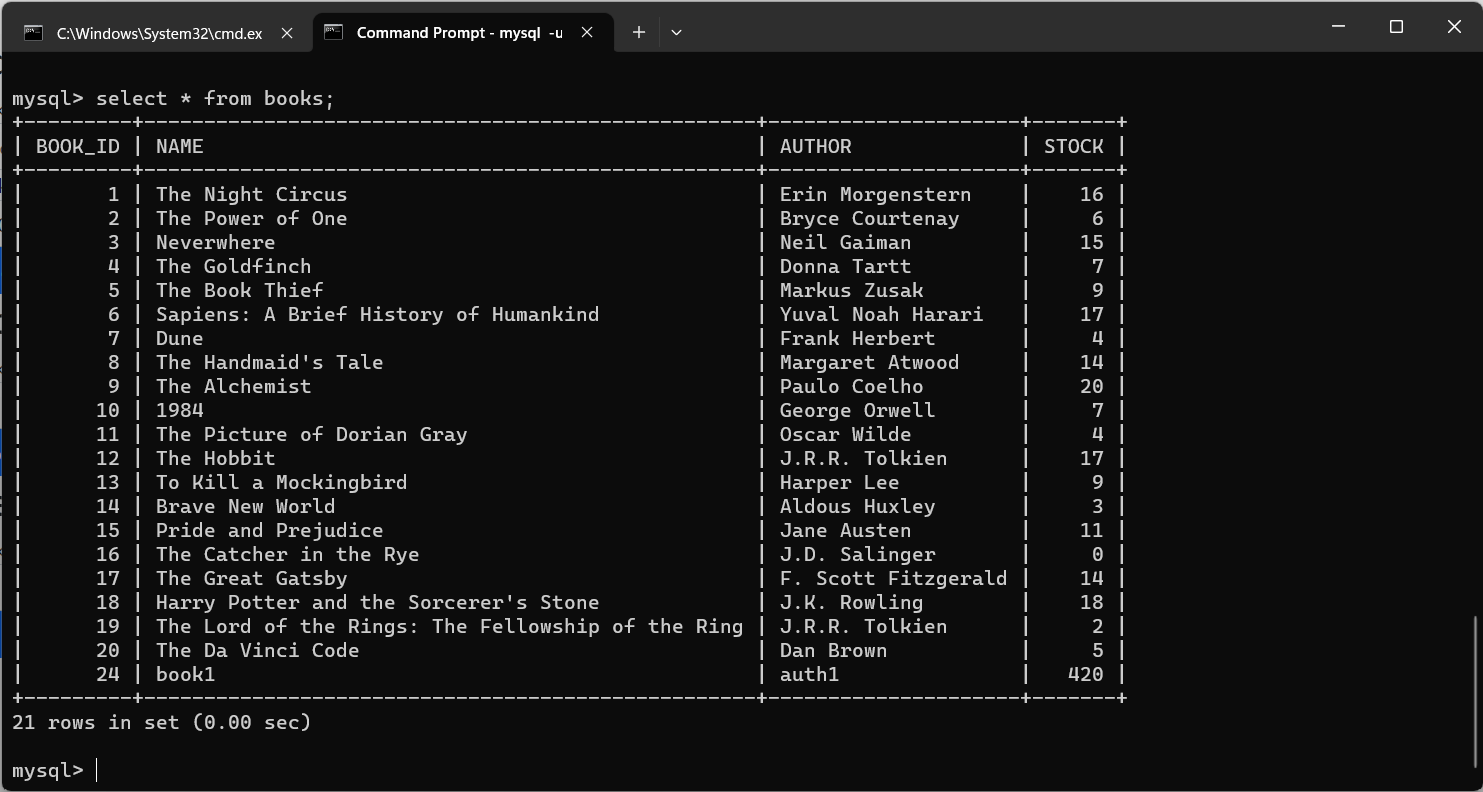 C:\Windows\System32\cmd.ex
Command Prompt - mysql  -u
mysql> select * from books;
+---------+---------------------------------------------------+---------------------+-------+
| BOOK_ID | NAME                                              | AUTHOR              | STOCK |
+---------+---------------------------------------------------+---------------------+-------+
|       1 | The Night Circus                                  | Erin Morgenstern    |    16 |
|       2 | The Power of One                                  | Bryce Courtenay     |     6 |
|       3 | Neverwhere                                        | Neil Gaiman         |    15 |
|       4 | The Goldfinch                                     | Donna Tartt         |     7 |
|       5 | The Book Thief                                    | Markus Zusak        |     9 |
|       6 | Sapiens: A Brief History of Humankind             | Yuval Noah Harari   |    17 |
|       7 | Dune                                              | Frank Herbert       |     4 |
|       8 | The Handmaid's Tale                               | Margaret Atwood     |    14 |
|       9 | The Alchemist                                     | Paulo Coelho        |    20 |
|      10 | 1984                                              | George Orwell       |     7 |
|      11 | The Picture of Dorian Gray                        | Oscar Wilde         |     4 |
|      12 | The Hobbit                                        | J.R.R. Tolkien      |    17 |
|      13 | To Kill a Mockingbird                             | Harper Lee          |     9 |
|      14 | Brave New World                                   | Aldous Huxley       |     3 |
|      15 | Pride and Prejudice                               | Jane Austen         |    11 |
|      16 | The Catcher in the Rye                            | J.D. Salinger       |     0 |
|      17 | The Great Gatsby                                  | F. Scott Fitzgerald |    14 |
|      18 | Harry Potter and the Sorcerer's Stone             | J.K. Rowling        |    18 |
|      19 | The Lord of the Rings: The Fellowship of the Ring | J.R.R. Tolkien      |     2 |
|      20 | The Da Vinci Code                                 | Dan Brown           |     5 |
|      24 | book1                                             | auth1               |   420 |
+---------+---------------------------------------------------+---------------------+-------+
21 rows in set (0.00 sec)
mysql>